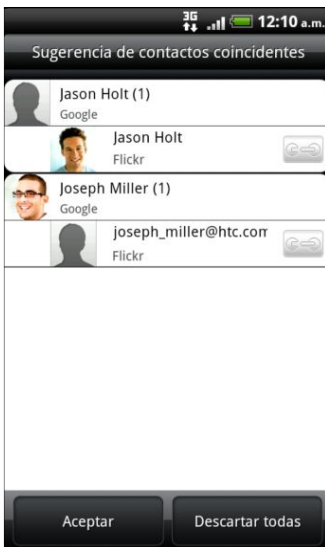 3G 12:10 a.m.
Sugerencia de contactos coincidentes
Jason Holt (1)
Google
Jason Holt
Flickr
Joseph Miller (1)
Google
joseph_miller@htc.com
Flickr
Aceptar
Descartar todas